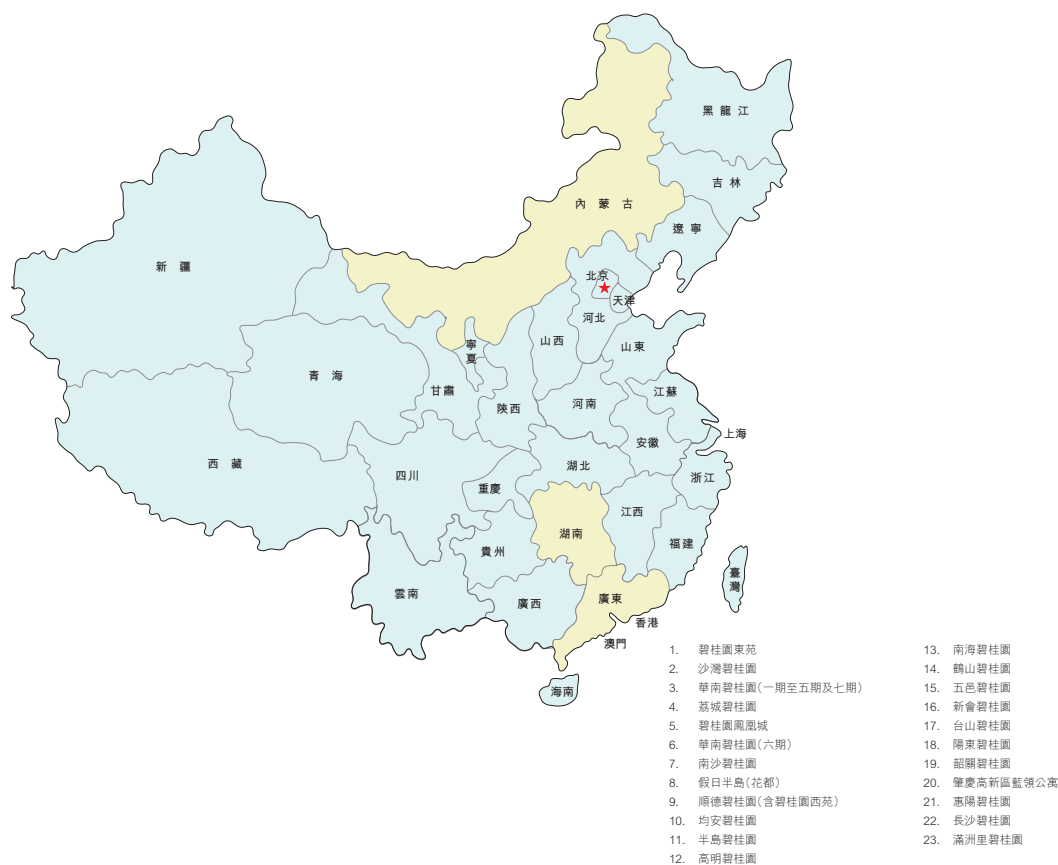 黑龍江
吉林
內蒙古
遼寧
新疆
北京
天津
河北
山西
山東
寧夏
青海
甘肅
江蘇
陝西
河南
安徽
上海
西藏
四川
湖北
浙江
重慶
江西
湖南
福建
貴州
臺灣
雲南
廣西
廣東
香港
澳門
海南
1. 碧桂園東苑
2. 沙灣碧桂園
3. 華南碧桂園(一期至五期及七期)
4. 荔城碧桂園
5. 碧桂園鳳凰城
6. 華南碧桂園(六期)
7. 南沙碧桂園
8. 假日半島(花都)
9. 順德碧桂園(含碧桂園西苑)
10. 均安碧桂園
11. 半島碧桂園
12. 高明碧桂園
13. 南海碧桂園
14. 鶴山碧桂園
15. 五邑碧桂園
16. 新會碧桂園
17. 台山碧桂園
18. 陽東碧桂園
19. 韶關碧桂園
20. 肇慶高新區藍領公寓
21. 惠陽碧桂園
22. 長沙碧桂園
23. 滿洲里碧桂園